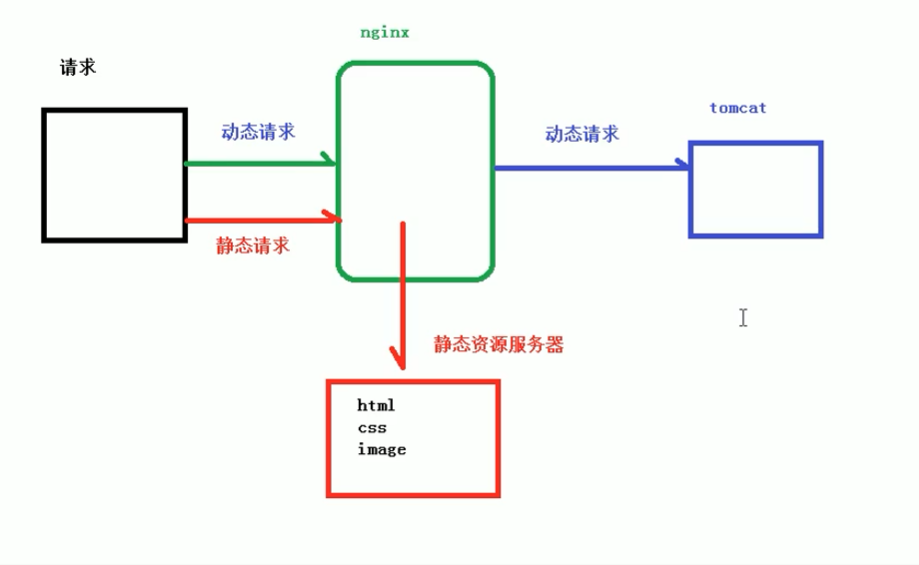 nginx
请求
tomcat
动态请求
动态请求
静态请求
静态资源服务器
html
css
image